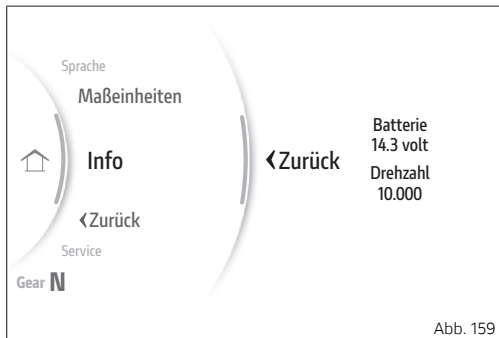 Sprache
Maßeinheiten
Info
‹Zurück
Service
Gear N
‹Zurück
Batterie
14.3 volt
Drehzahl
10.000
Abb. 159